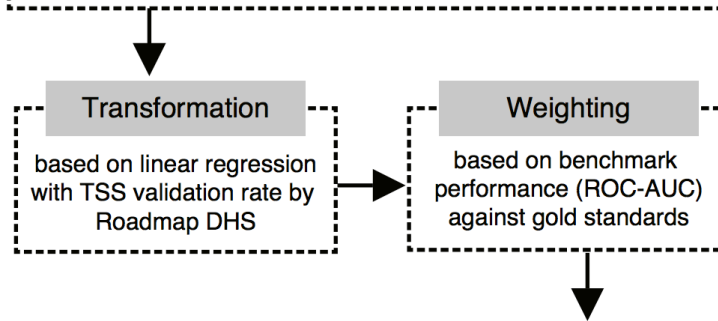 Transformation
based on linear regression
with TSS validation rate by
Roadmap DHS
Weighting
based on benchmark
performance (ROC-AUC)
against gold standards